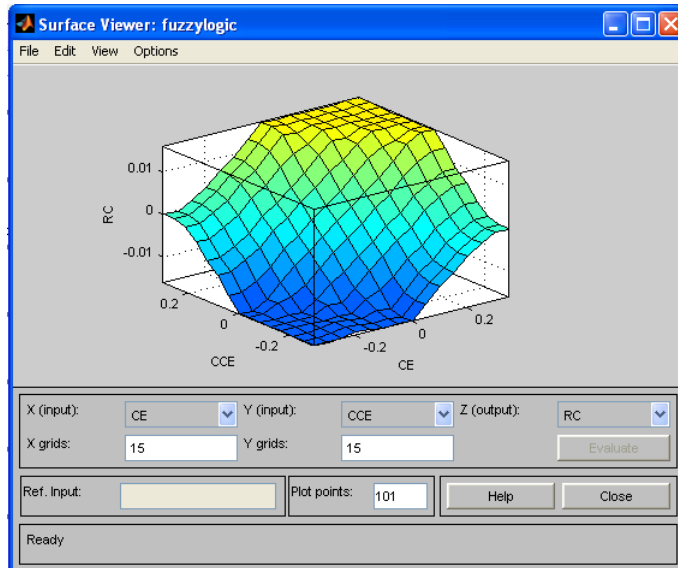 Surface Viewer: fuzzylogic
File Edit View Options
0.01
0
-0.01
RC
0.2
0
-0.2
CCE
-0.2
0
0.2
CE
X (input): CE Y (input): CCE Z (output): RC
X grids: 15 Y grids: 15 Evaluate
Ref. Input: Plot points: 101 Help Close
Ready